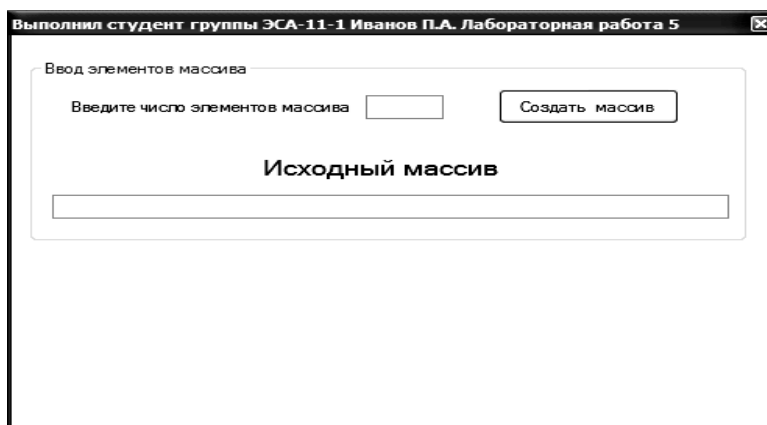 Выполнил студент группы ЭСА-11-1 Иванов П.А. Лабораторная работа 5
Ввод элементов массива
Введите число элементов массива
Создать массив
Исходный массив